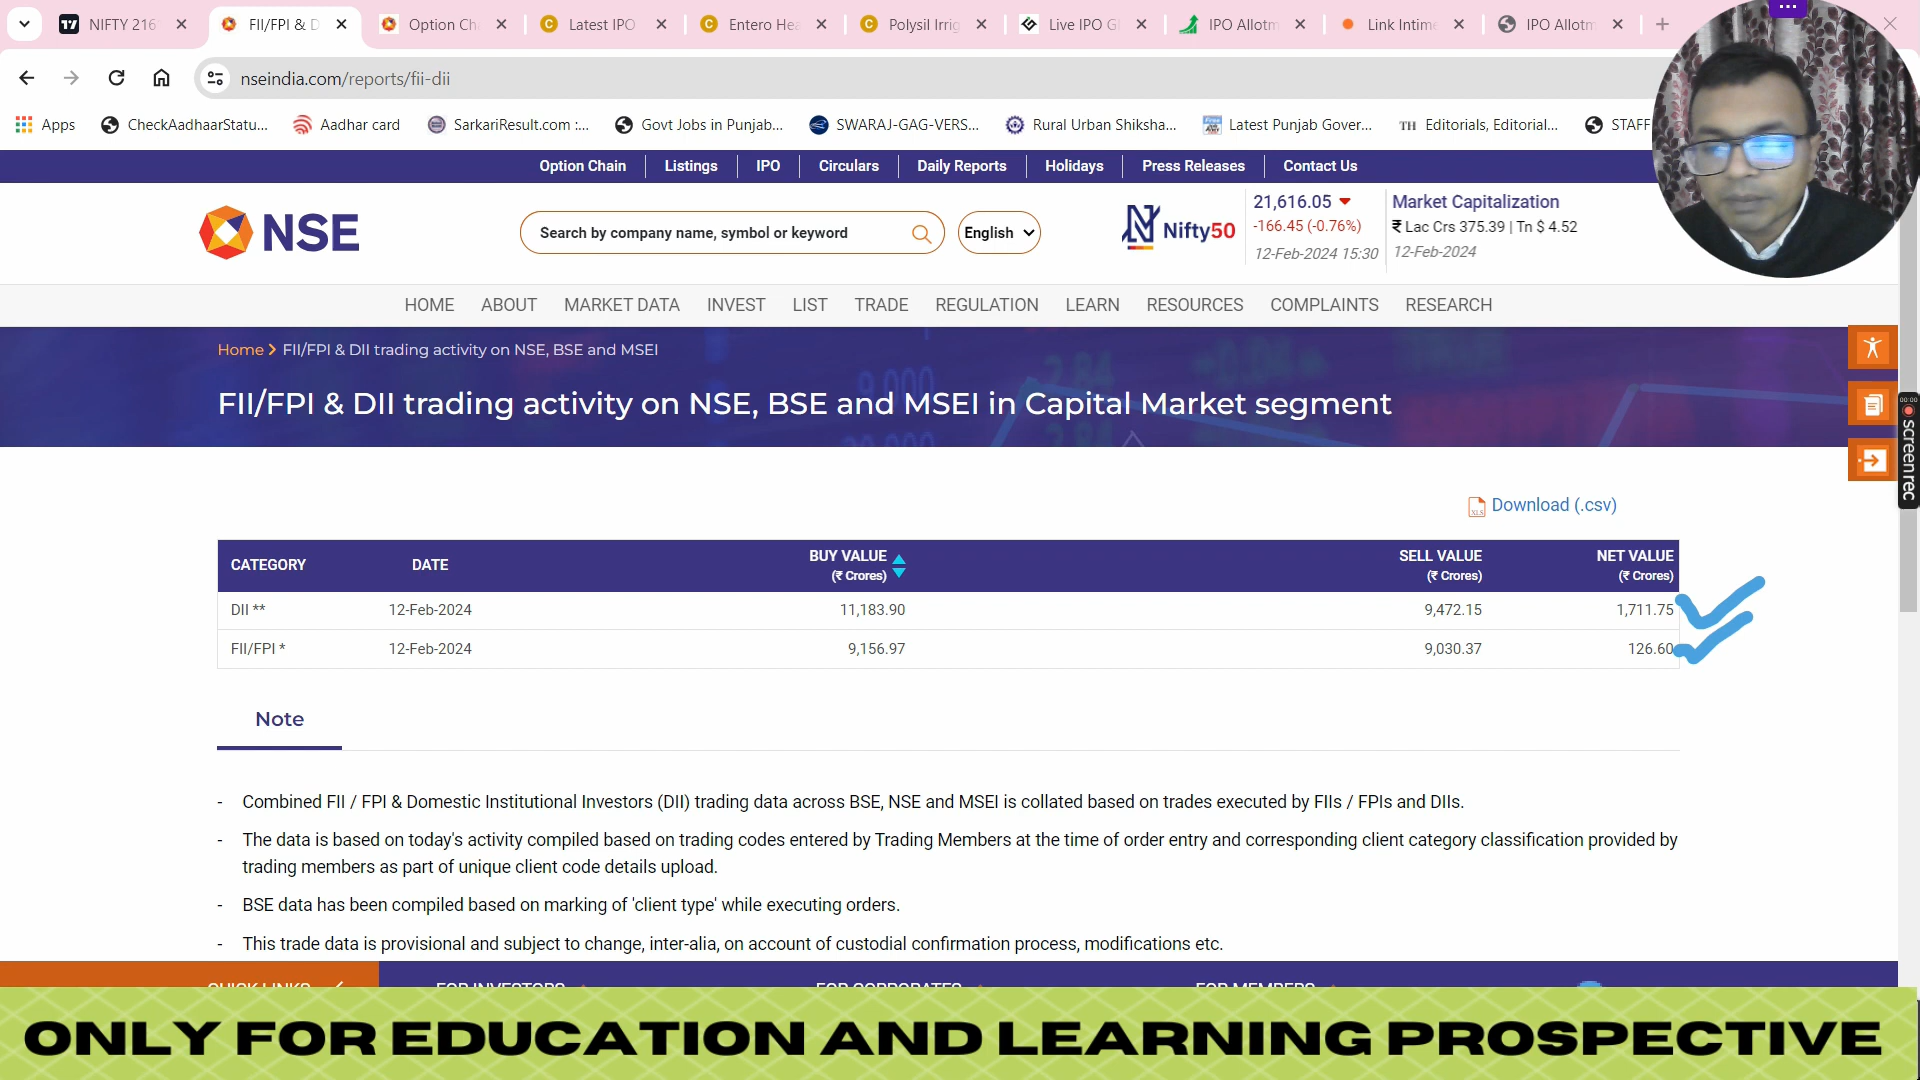 NIFTY 216
FII/FPI & D
Option Ch
Latest IPO
Entero Hea
Polysil Irrig
Live IPO G
IPO Allotm
Link Intime
IPO Allotm
nseindia.com/reports/fii-dii
Apps
CheckAadhaarStatu...
Aadhar card
SarkariResult.com :...
Govt Jobs in Punjab...
SWARAJ-GAG-VERS...
Rural Urban Shiksha...
Latest Punjab Gover...
TH Editorials, Editorial...
STAFF
Option Chain
Listings
IPO
Circulars
Daily Reports
Holidays
Press Releases
Contact Us
NSE
Search by company name, symbol or keyword
English
Nifty50
21,616.05
-166.45 (-0.76%)
12-Feb-2024 15:30
Market Capitalization
₹ Lac Crs 375.39 | Tn $ 4.52
12-Feb-2024
HOME ABOUT MARKET DATA INVEST LIST TRADE REGULATION LEARN RESOURCES COMPLAINTS RESEARCH
Home > FII/FPI & DII trading activity on NSE, BSE and MSEI
FII/FPI & DII trading activity on NSE, BSE and MSEI in Capital Market segment
00:00
screenrec
XLS Download (.csv)
CATEGORY DATE BUY VALUE (₹ Crores) SELL VALUE (₹ Crores) NET VALUE (₹ Crores)
DII ** 12-Feb-2024 11,183.90 9,472.15 1,711.75
FII/FPI * 12-Feb-2024 9,156.97 9,030.37 126.60
Note
- Combined FII / FPI & Domestic Institutional Investors (DII) trading data across BSE, NSE and MSEI is collated based on trades executed by FIIs / FPIs and DIIs.
- The data is based on today's activity compiled based on trading codes entered by Trading Members at the time of order entry and corresponding client category classification provided by
trading members as part of unique client code details upload.
- BSE data has been compiled based on marking of 'client type' while executing orders.
- This trade data is provisional and subject to change, inter-alia, on account of custodial confirmation process, modifications etc.
QUICK LINKS
FOR INVESTORS
FOR CORPORATES
FOR MEMBERS
ONLY FOR EDUCATION AND LEARNING PROSPECTIVE